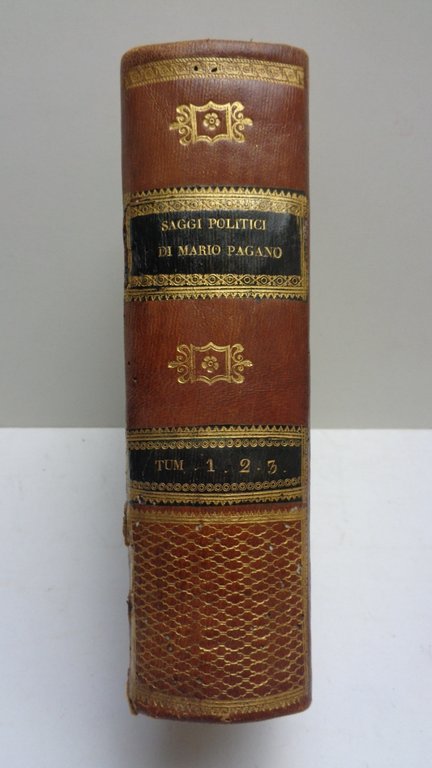 SAGGI POLITICI
DI MARIO PAGANO
TUM . 1. 2. 3.